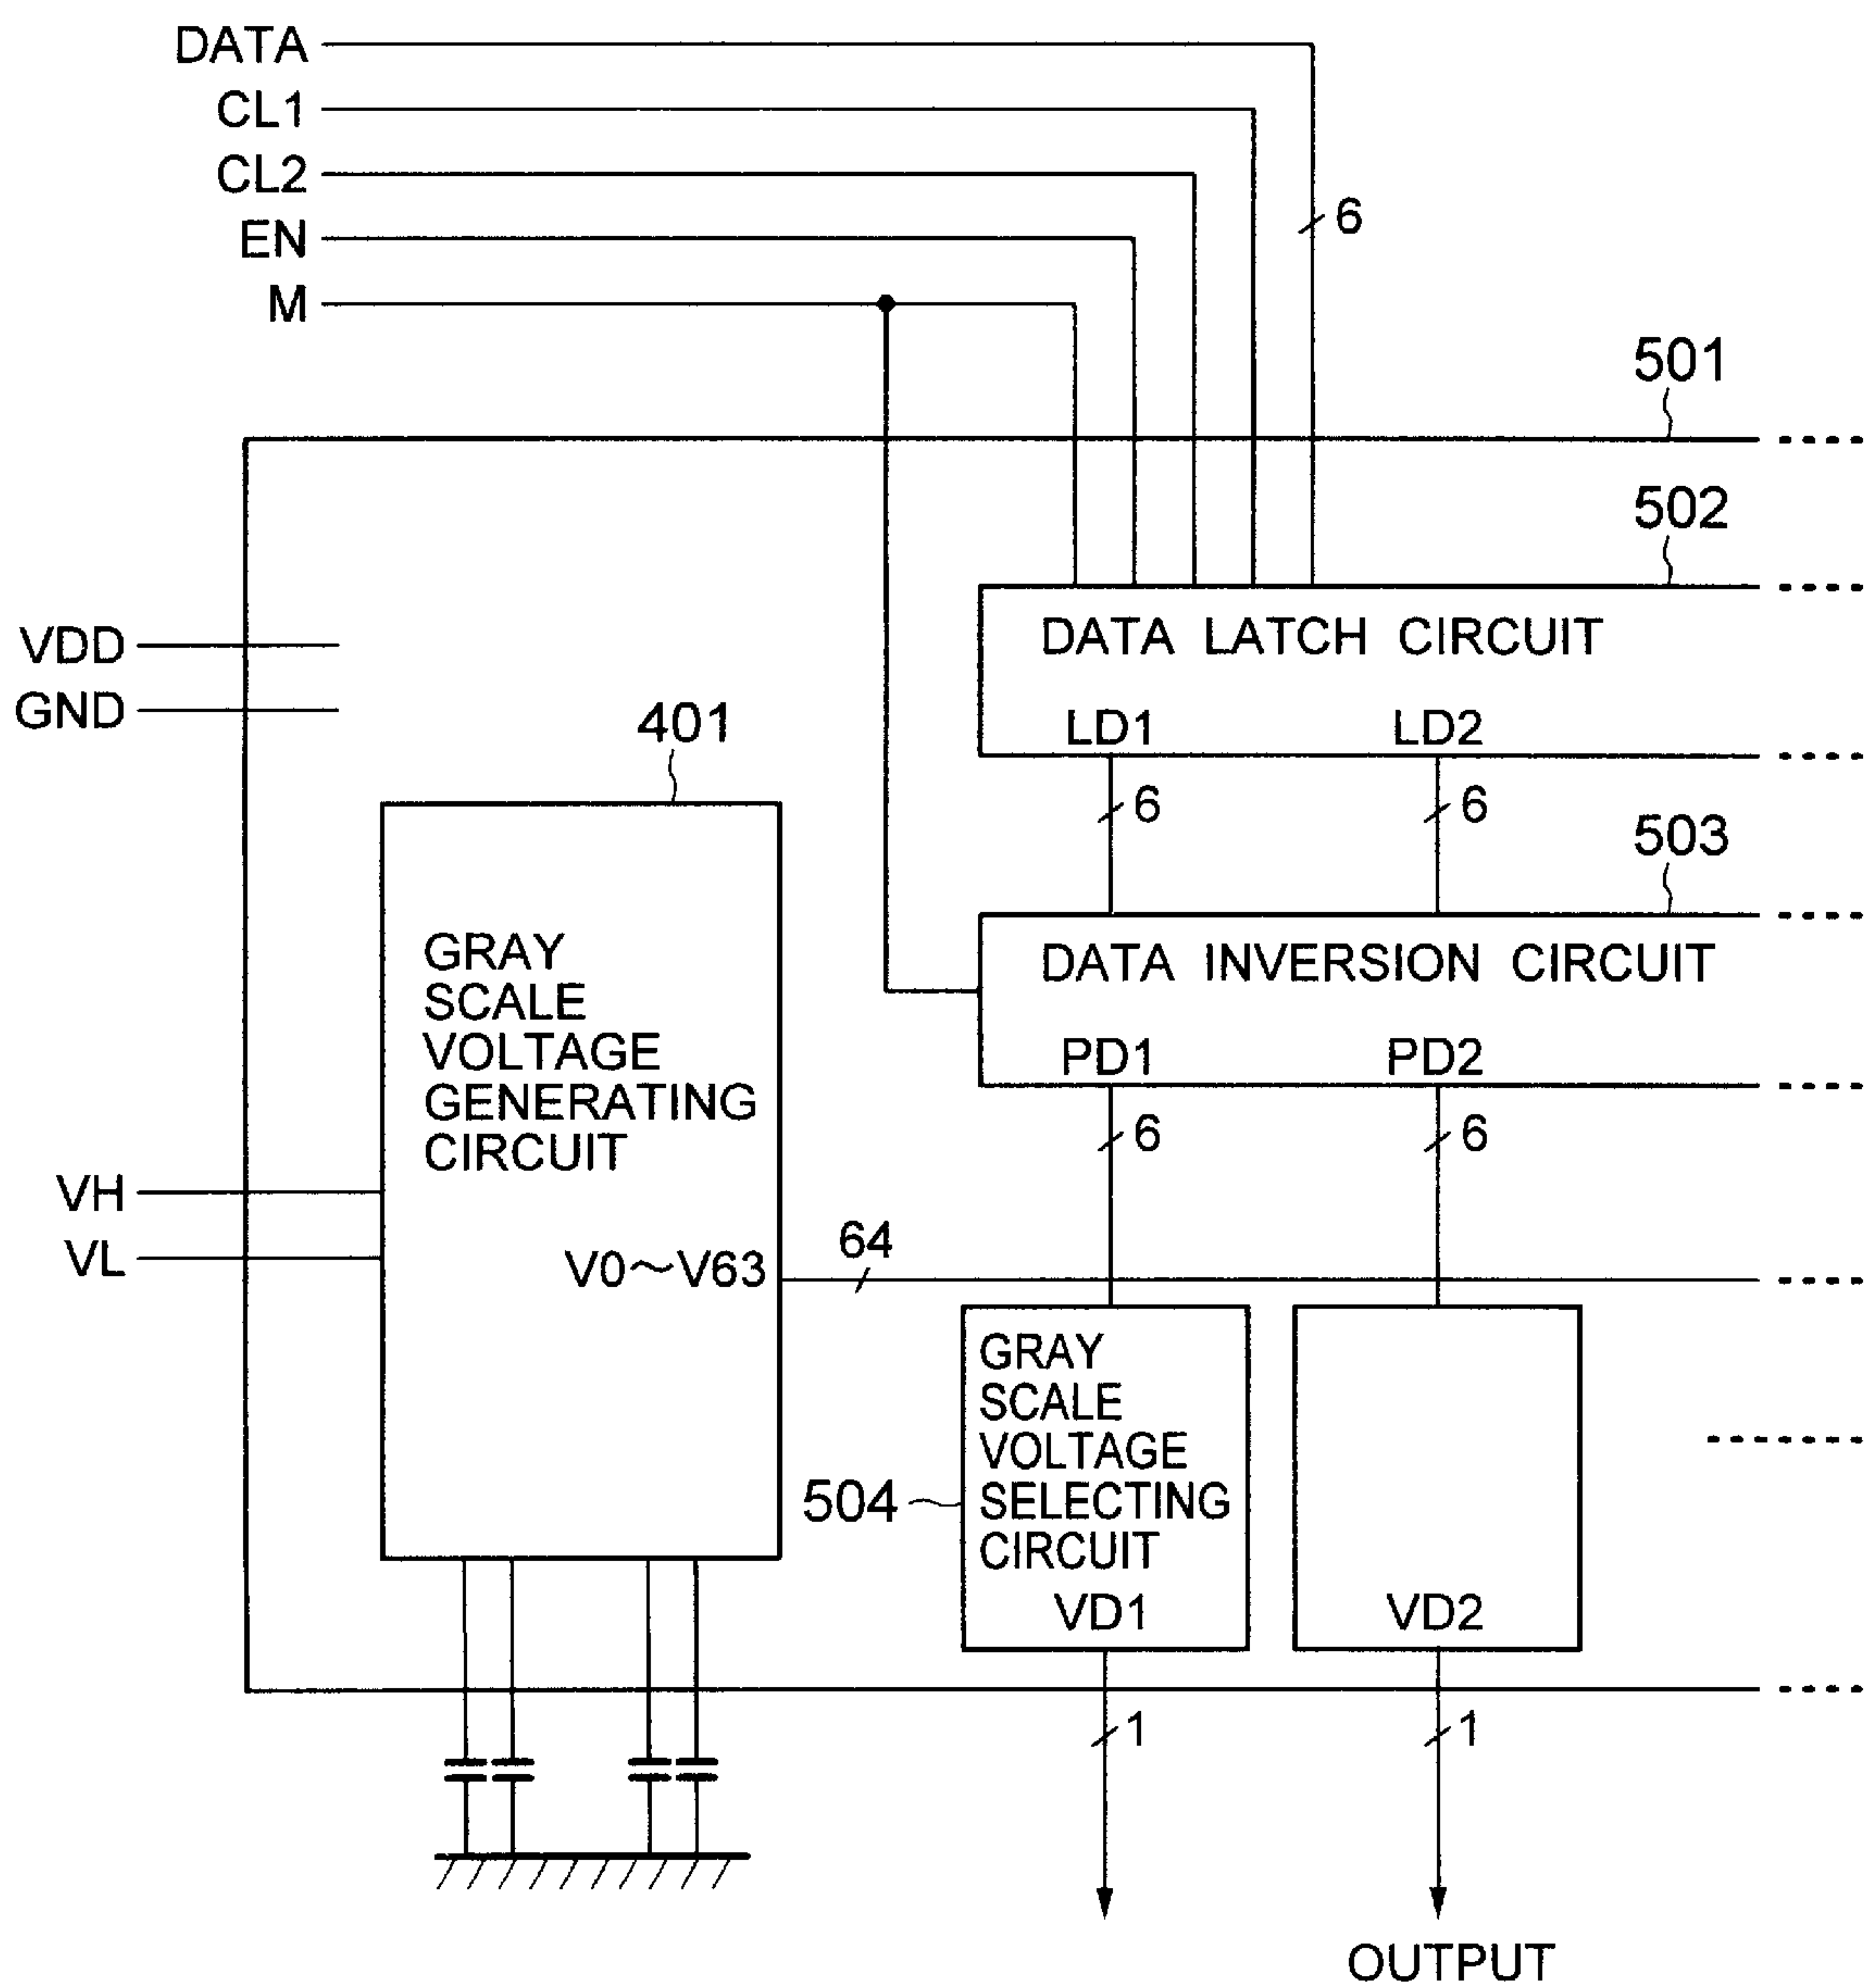 DATA
CL1
CL2
EN
M
6
501
502
VDD
GND
DATA LATCH CIRCUIT
LD1 LD2
401
6 6
503
GRAY
SCALE
VOLTAGE
GENERATING
CIRCUIT
DATA INVERSION CIRCUIT
PD1 PD2
6 6
VH
VL
V0～V63
64
GRAY
SCALE
VOLTAGE
SELECTING
CIRCUIT
504
VD1 VD2
1 1
OUTPUT